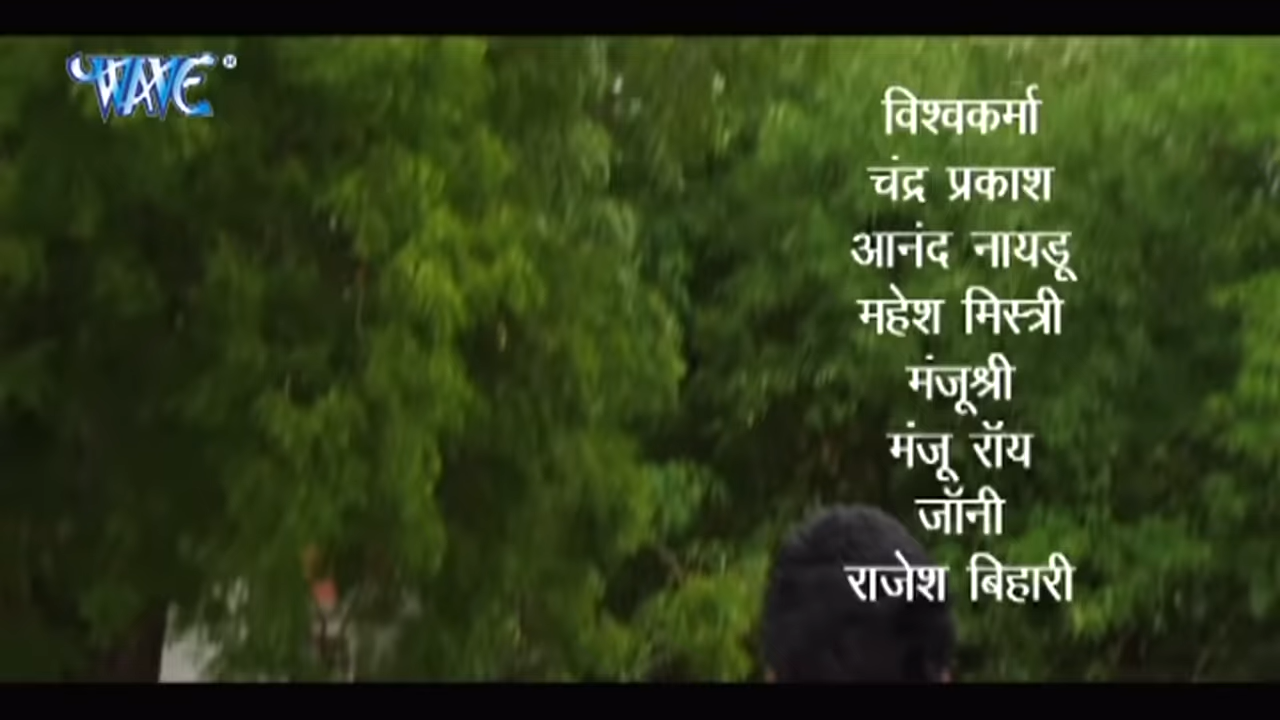 WAVE
विश्वकर्मा
चंद्र प्रकाश
आनंद नायडू
महेश मिस्त्री
मंजूश्री
मंजू रॉय
जॉनी
राजेश बिहारी